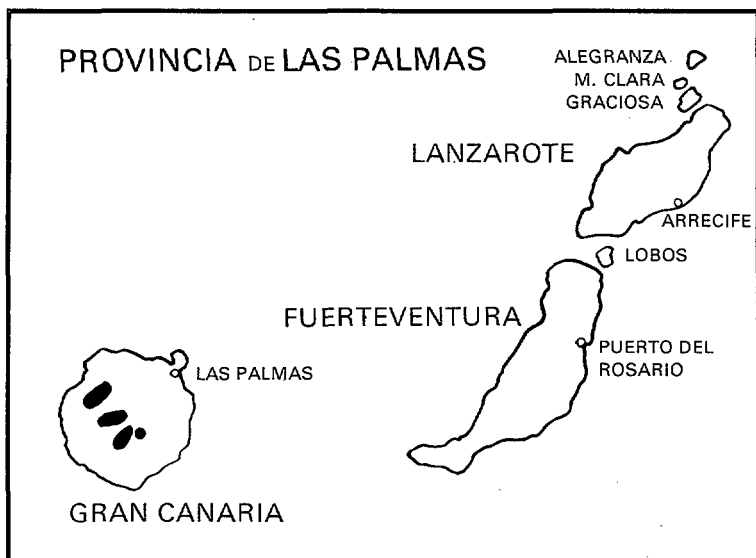 PROVINCIA DE LAS PALMAS
ALEGRANZA
M. CLARA
GRACIOSA
LANZAROTE
ARRECIFE
LOBOS
FUERTEVENTURA
PUERTO DEL
ROSARIO
LAS PALMAS
GRAN CANARIA